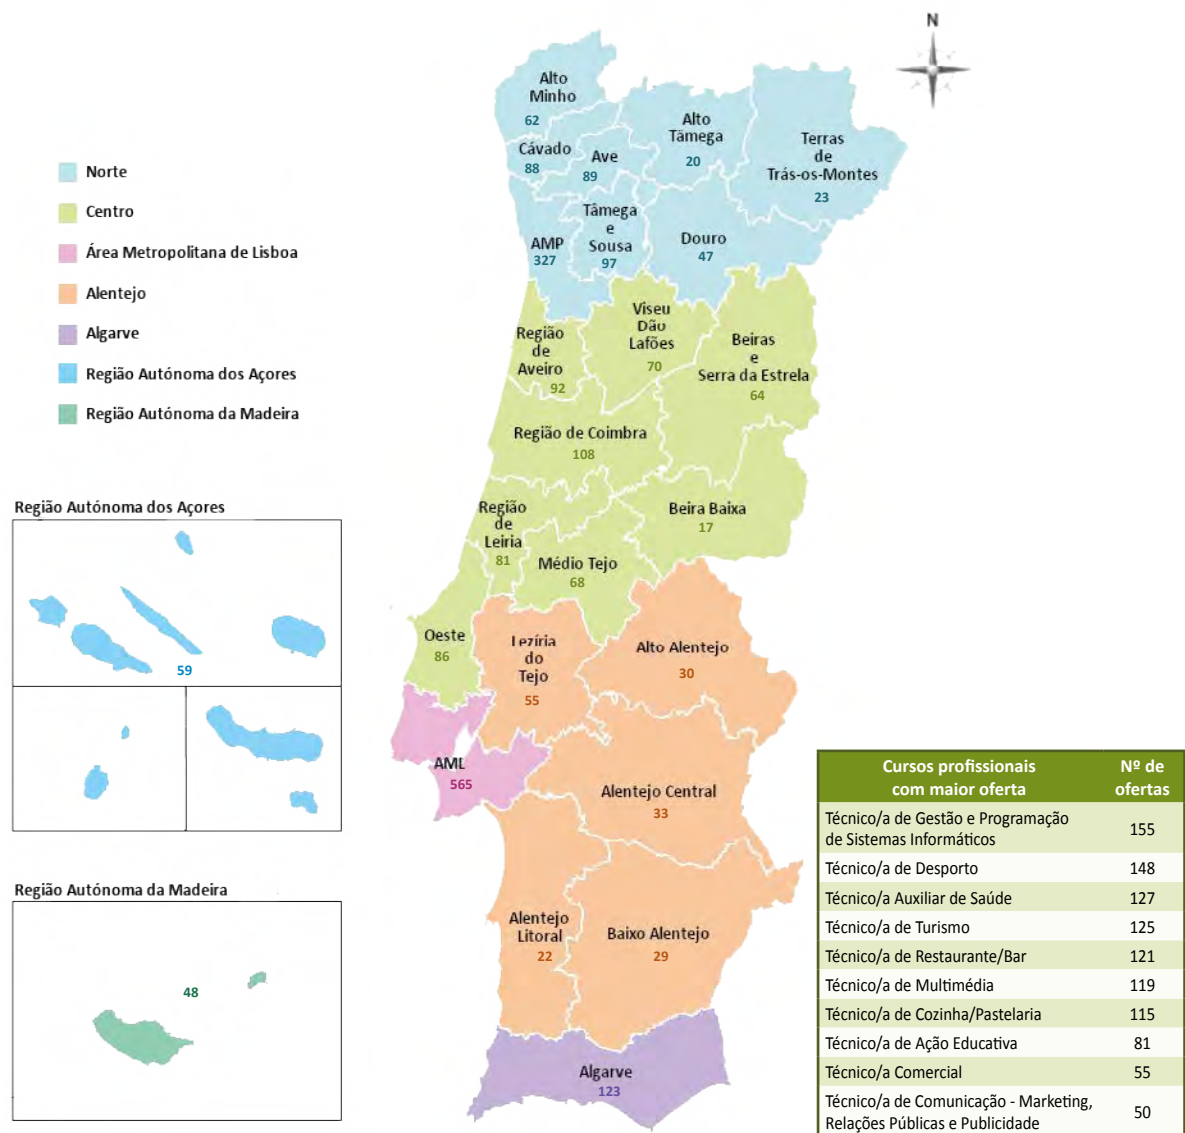 N
Norte
Centro
Área Metropolitana de Lisboa
Alentejo
Algarve
Região Autónoma dos Açores
Região Autónoma da Madeira
Alto
Minho
62
Cávado
88
Ave
89
Alto
Tâmega
20
Terras
de
Trás-os-Montes
23
AMP
327
Tâmega
e
Sousa
97
Douro
47
Região
de
Aveiro
92
Viseu
Dão
Lafões
70
Beiras
e
Serra da Estrela
64
Região de Coimbra
108
Região
de
Leiria
81
Médio Tejo
68
Beira Baixa
17
Oeste
86
Lezíria
do
Tejo
55
Alto Alentejo
30
AML
565
Alentejo Central
33
Alentejo
Litoral
22
Baixo Alentejo
29
Algarve
123
Região Autónoma dos Açores
59
Região Autónoma da Madeira
48
Cursos profissionais
com maior oferta
Nº de
ofertas
Técnico/a de Gestão e Programação
de Sistemas Informáticos
155
Técnico/a de Desporto 148
Técnico/a Auxiliar de Saúde 127
Técnico/a de Turismo 125
Técnico/a de Restaurante/Bar 121
Técnico/a de Multimédia 119
Técnico/a de Cozinha/Pastelaria 115
Técnico/a de Ação Educativa 81
Técnico/a Comercial 55
Técnico/a de Comunicação - Marketing,
Relações Públicas e Publicidade
50